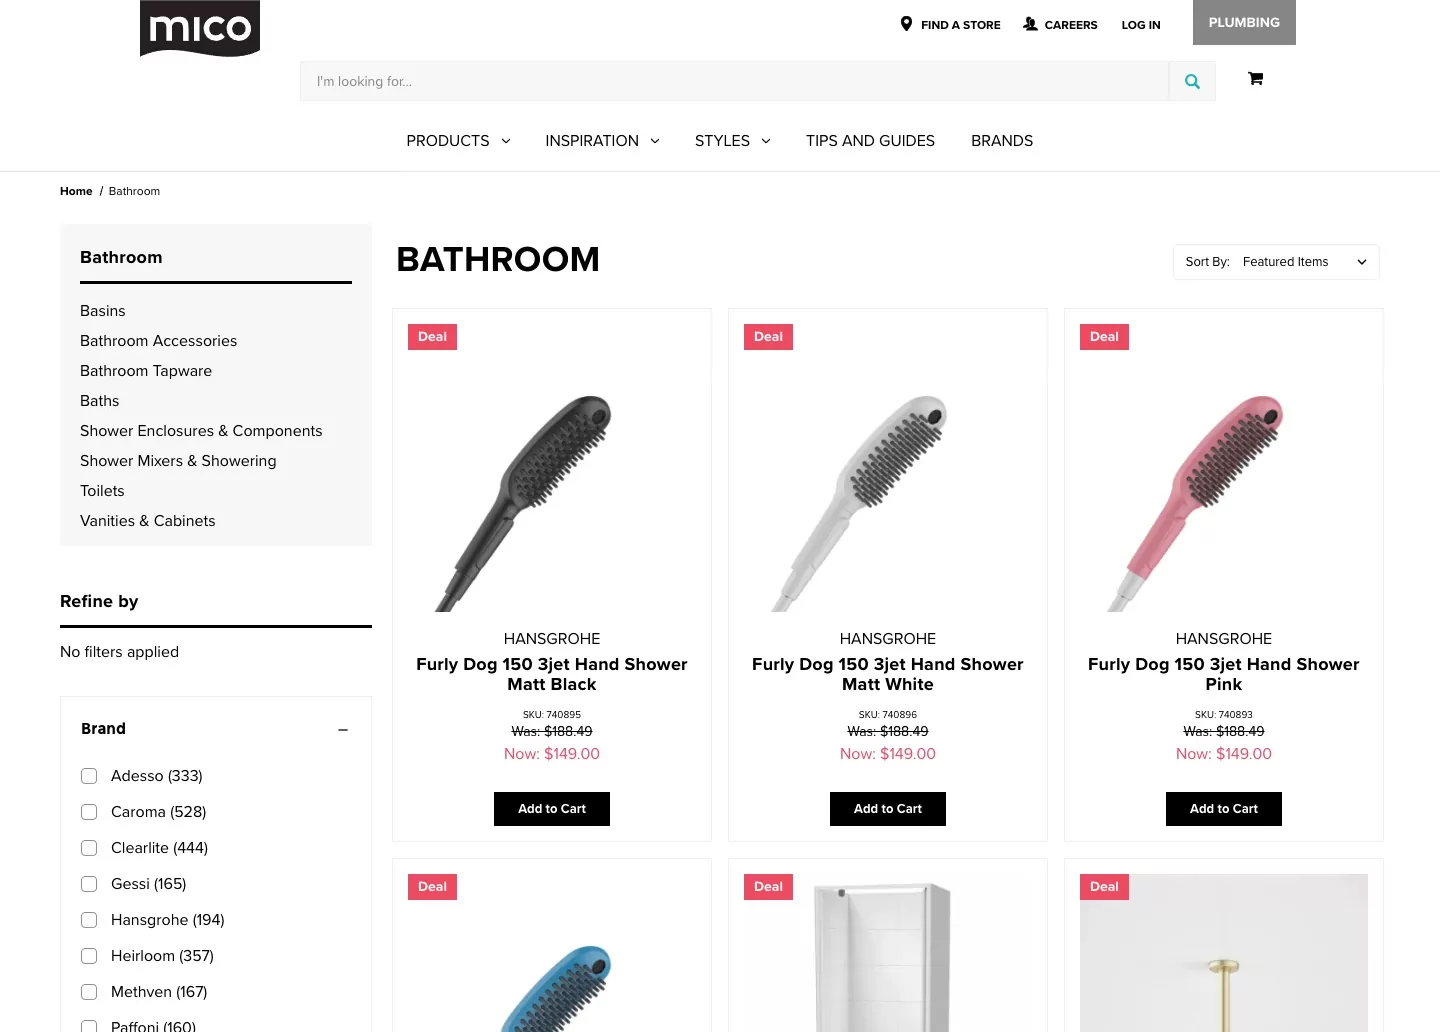 mico
FIND A STORE
CAREERS
LOG IN
PLUMBING
I'm looking for...
PRODUCTS
INSPIRATION
STYLES
TIPS AND GUIDES
BRANDS
Home / Bathroom
Bathroom
Basins
Bathroom Accessories
Bathroom Tapware
Baths
Shower Enclosures & Components
Shower Mixers & Showering
Toilets
Vanities & Cabinets
Refine by
No filters applied
Brand
Adesso (333)
Caroma (528)
Clearlite (444)
Gessi (165)
Hansgrohe (194)
Heirloom (357)
Methven (167)
Paffoni (160)
BATHROOM
Sort By: Featured Items
Deal
HANSGROHE
Furly Dog 150 3jet Hand Shower
Matt Black
SKU: 740895
Was: $188.49
Now: $149.00
Add to Cart
Deal
HANSGROHE
Furly Dog 150 3jet Hand Shower
Matt White
SKU: 740896
Was: $188.49
Now: $149.00
Add to Cart
Deal
HANSGROHE
Furly Dog 150 3jet Hand Shower
Pink
SKU: 740893
Was: $188.49
Now: $149.00
Add to Cart
Deal
Deal
Deal